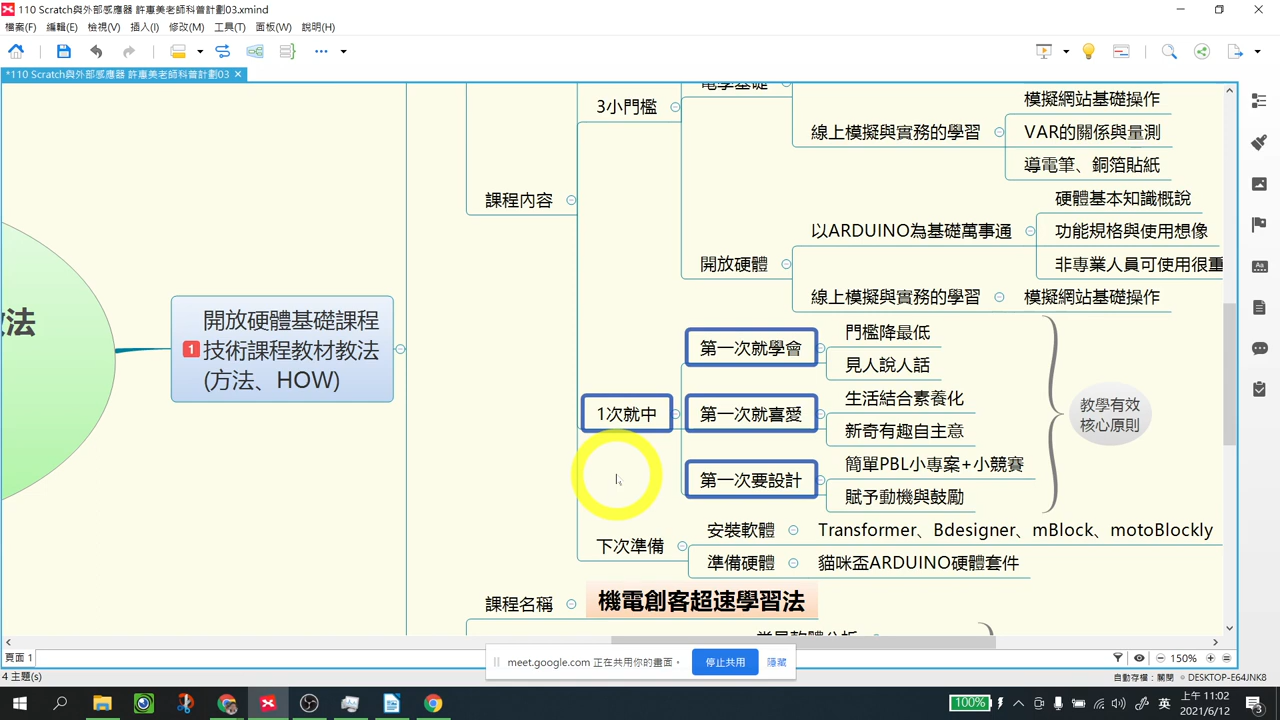 110 Scratch與外部感應器 許惠美老師科普計劃03.xmind
檔案(F) 編輯(E) 檢視(V) 插入(I) 修改(M) 工具(T) 面板(W) 說明(H)
*110 Scratch與外部感應器 許惠美老師科普計劃03
電學基礎
3小門檻
模擬網站基礎操作
線上模擬與實務的學習
VAR的關係與量測
導電筆、銅箔貼紙
課程內容
硬體基本知識概說
以ARDUINO為基礎萬事通
功能規格與使用想像
開放硬體
非專業人員可使用很重
線上模擬與實務的學習
模擬網站基礎操作
法
開放硬體基礎課程
1 技術課程教材教法
(方法、HOW)
第一次就學會
門檻降最低
見人說人話
1次就中
第一次就喜愛
生活結合素養化
新奇有趣自主意
教學有效
核心原則
第一次要設計
簡單PBL小專案+小競賽
賦予動機與鼓勵
下次準備
安裝軟體
Transformer、Bdesigner、mBlock、motoBlockly
準備硬體
貓咪盃ARDUINO硬體套件
課程名稱
機電創客超速學習法
meet.google.com 正在共用你的畫面。
停止共用
隱藏
頁面 1
150%
4 主題(s)
自動存檔：關閉
DESKTOP-E64JNK8
100%
英
上午 11:02
2021/6/12
3